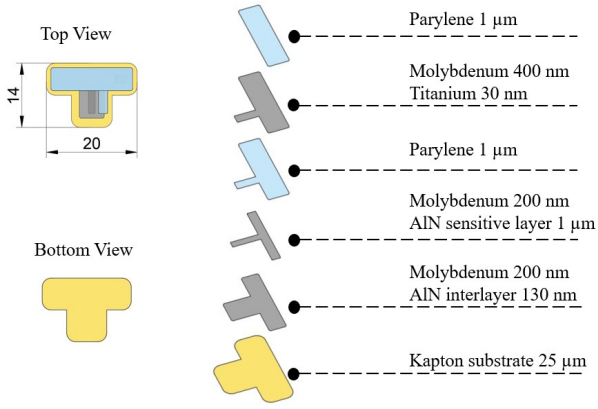 Top View
14
20
Bottom View
Parylene 1 µm
Molybdenum 400 nm
Titanium 30 nm
Parylene 1 µm
Molybdenum 200 nm
AlN sensitive layer 1 µm
Molybdenum 200 nm
AlN interlayer 130 nm
Kapton substrate 25 µm